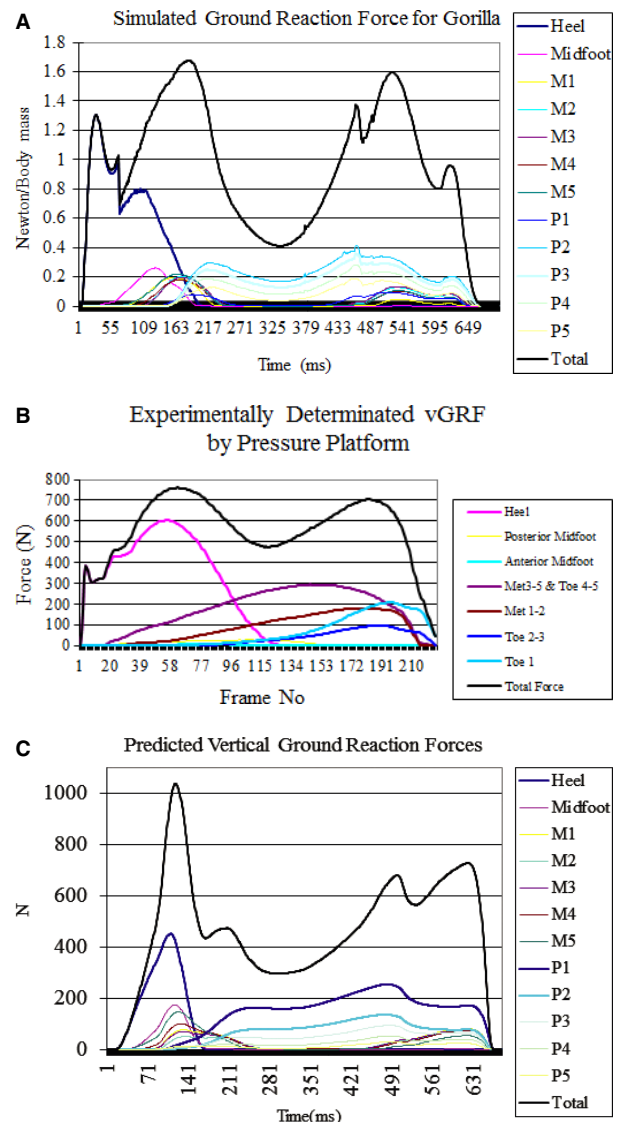 A
Simulated Ground Reaction Force for Gorilla
1.8
1.6
1.4
1.2
1
0.8
0.6
0.4
0.2
0
Newton/Body mass
1 55 109 163 217 271 325 379 433 487 541 595 649
Time (ms)
Heel
Midfoot
M1
M2
M3
M4
M5
P1
P2
P3
P4
P5
Total
B
Experimentally Determinated vGRF
by Pressure Platform
800
700
600
500
400
300
200
100
0
Force (N)
1 20 39 58 77 96 115 134 153 172 191 210
Frame No
Heel
Posterior Midfoot
Anterior Midfoot
Met3-5 & Toe 4-5
Met 1-2
Toe 2-3
Toe 1
Total Force
C
Predicted Vertical Ground Reaction Forces
1000
800
600
400
200
0
N
1 71 141 211 281 351 421 491 561 631
Time(ms)
Heel
Midfoot
M1
M2
M3
M4
M5
P1
P2
P3
P4
P5
Total